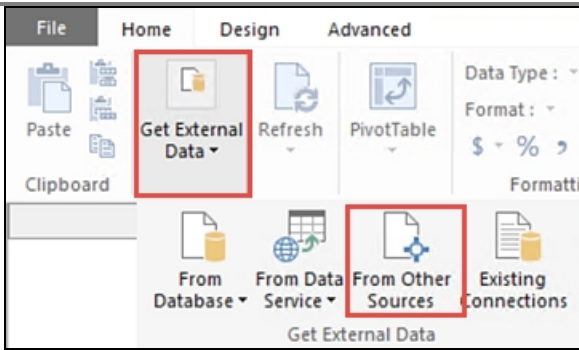 File Home Design Advanced
Paste
Get External
Data
Refresh
PivotTable
Data Type :
Format :
$ % ,
Clipboard
Formatti
From
Database
From Data
Service
From Other
Sources
Existing
Connections
Get External Data